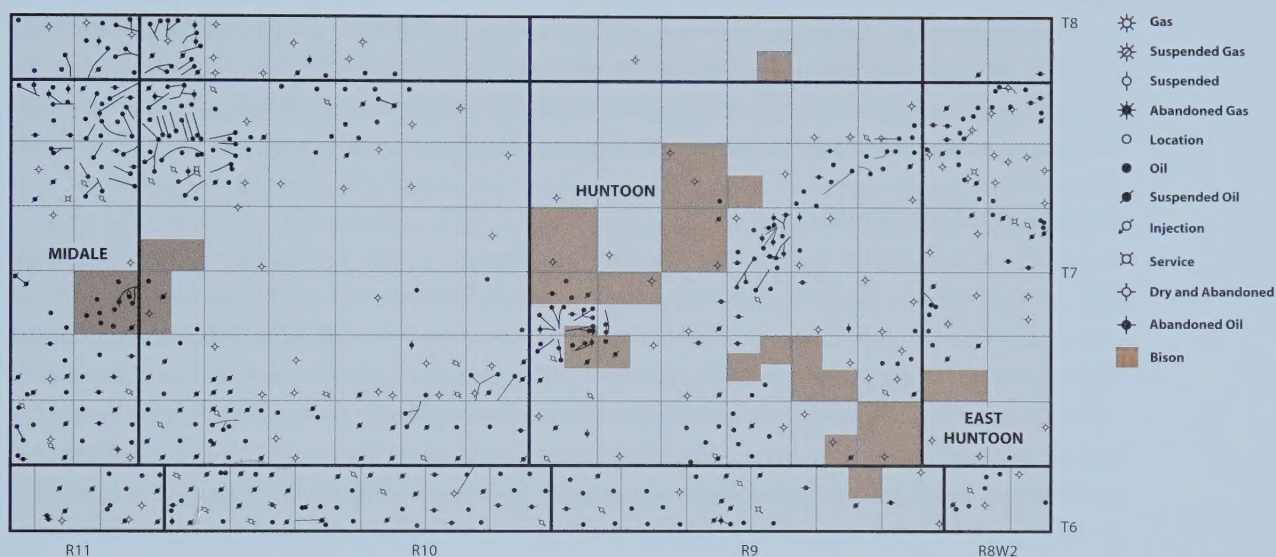 T8
HUNTOON
MIDALE
T7
EAST
HUNTOON
T6
R11
R10
R9
R8W2
Gas
Suspended Gas
Suspended
Abandoned Gas
Location
Oil
Suspended Oil
Injection
Service
Dry and Abandoned
Abandoned Oil
Bison